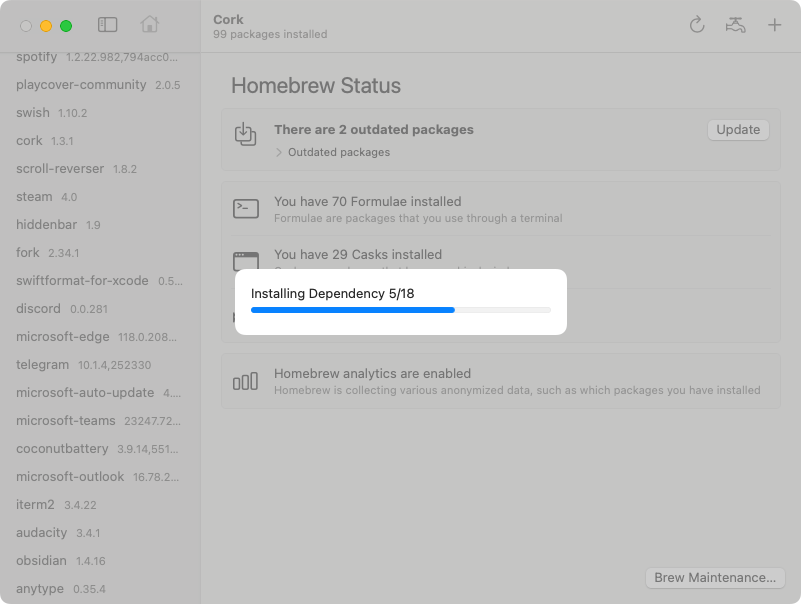 Cork
99 packages installed
spotify 1.2.22.982,794acc0...
playcover-community 2.0.5
swish 1.10.2
cork 1.3.1
scroll-reverser 1.8.2
steam 4.0
hiddenbar 1.9
fork 2.34.1
swiftformat-for-xcode 0.5...
discord 0.0.281
microsoft-edge 118.0.208...
telegram 10.1.4,252330
microsoft-auto-update 4....
microsoft-teams 23247.72...
coconutbattery 3.9.14,551...
microsoft-outlook 16.78.2...
iterm2 3.4.22
audacity 3.4.1
obsidian 1.4.16
anytype 0.35.4
Homebrew Status
There are 2 outdated packages
Update
Outdated packages
You have 70 Formulae installed
Formulae are packages that you use through a terminal
You have 29 Casks installed
Installing Dependency 5/18
Homebrew analytics are enabled
Homebrew is collecting various anonymized data, such as which packages you have installed
Brew Maintenance...